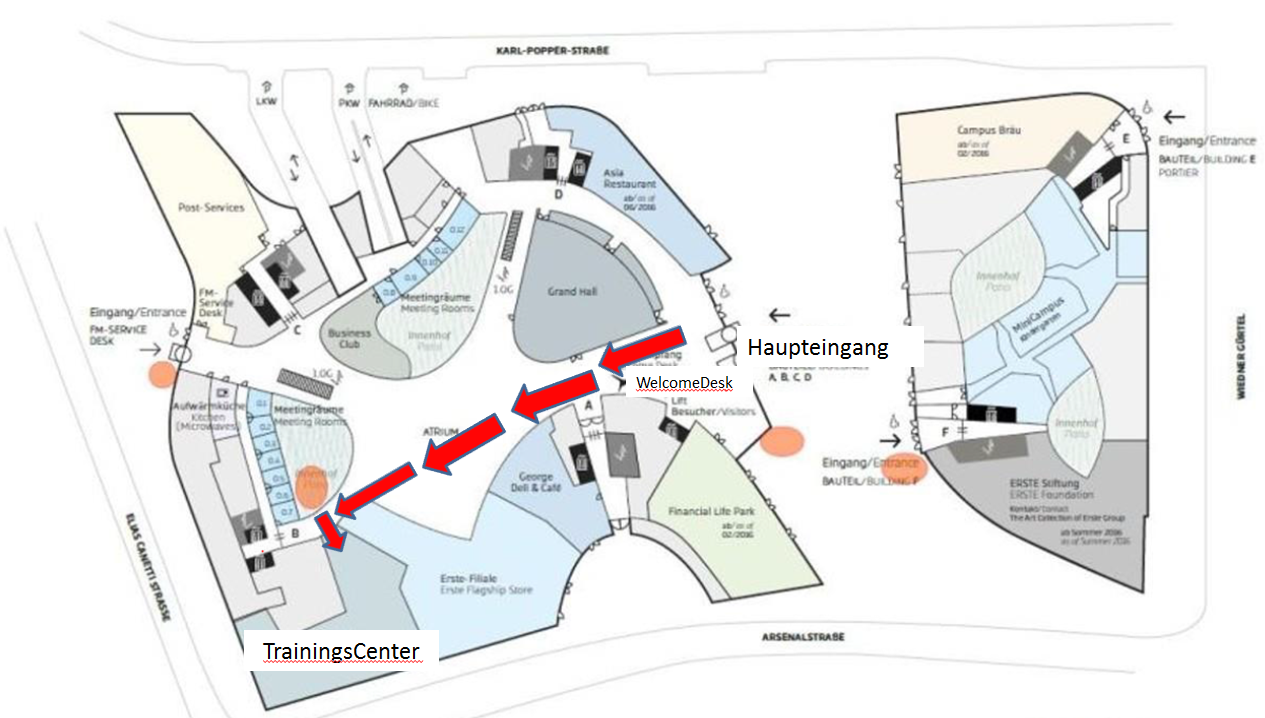 KARL-POPPER-STRAßE
LKW
PKW
FAHRRAD/BIKE
Post-Services
FM-
Service
Desk
Eingang/Entrance
FM-SERVICE
DESK
C
D
Asia
Restaurant
ab/as of
06/2016
0.12
0.11
0.10
0.9
0.8
Meetingräume
Meeting Rooms
Innenhof
Patio
1.OG
Business
Club
Grand Hall
Haupteingang
A, B, C, D
WelcomeDesk
Lift
Besucher/Visitors
A
1.OG
Aufwärmküche
Kitchen
(Microwaves)
0.1
0.4
0.5
0.6
0.7
Meetingräume
Meeting Rooms
ATRIUM
B
George
Deli & Café
Financial Life Park
ab/as of
02/2016
Erste-Filiale
Erste Flagship Store
TrainingsCenter
ELIAS CANETTI STRASSE
ARSENALSTRAßE
WIEDNER GÜRTEL
Campus Bräu
ab/as of
02/2016
E
Eingang/Entrance
BAUTEIL/BUILDING E
PORTIER
Innenhof
Patio
MiniCampus
Kindergarten
Innenhof
Patio
F
Eingang/Entrance
BAUTEIL/BUILDING F
ERSTE Stiftung
ERSTE Foundation
Kontakt/Contact
The Art Collection of Erste Group
ab Sommer 2016
as of Summer 2016